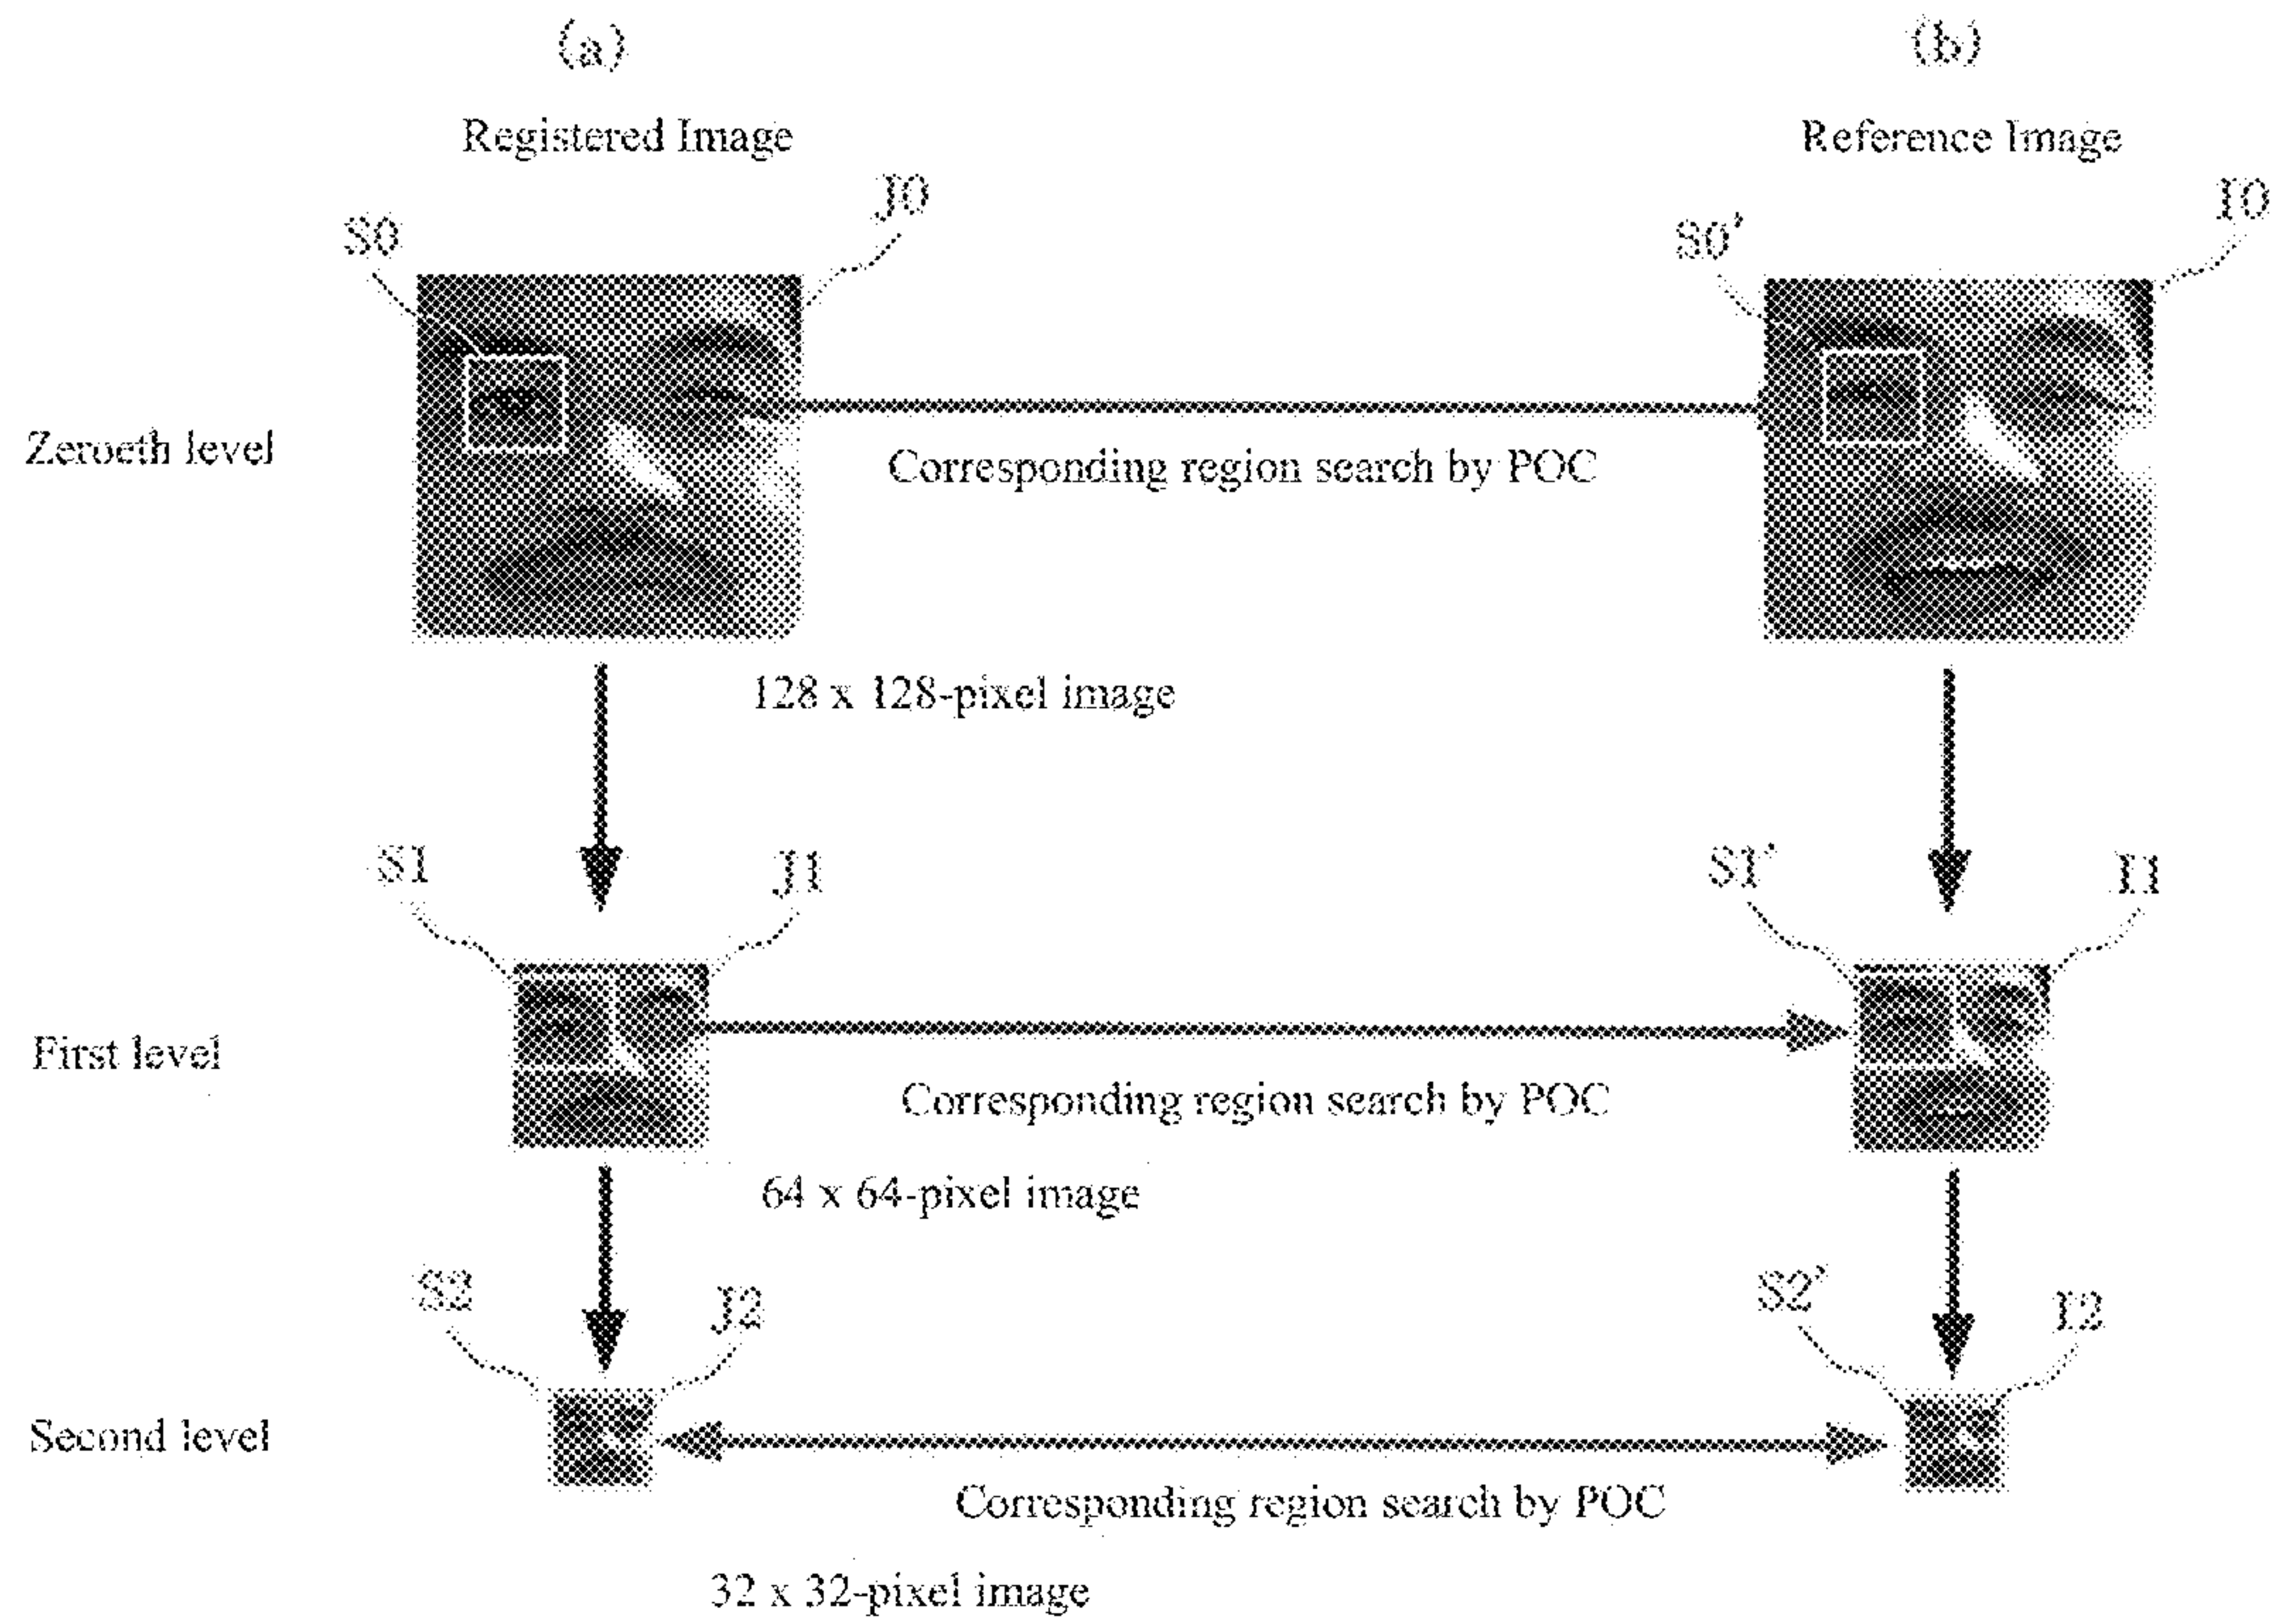 (a)
(b)
Registered Image
Reference Image
S0
J0
S0'
I0
Zeroeth level
Corresponding region search by POC
128 x 128-pixel image
S1
J1
S1'
I1
First level
Corresponding region search by POC
64 x 64-pixel image
S2
J2
S2'
I2
Second level
Corresponding region search by POC
32 x 32-pixel image